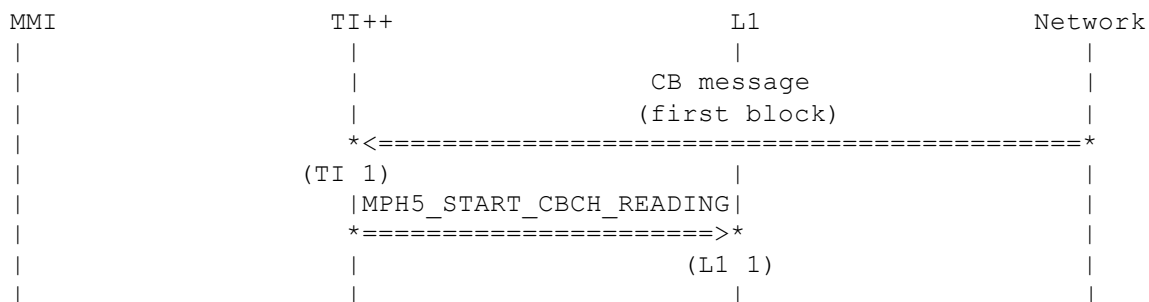 MMI TI++ L1 Network
| | | |
| | CB message |
| | (first block) |
| *<============================================*
| (TI 1) | |
| |MPH5_START_CBCH_READING| |
| *======================>* |
| | (L1 1) |
| | | |